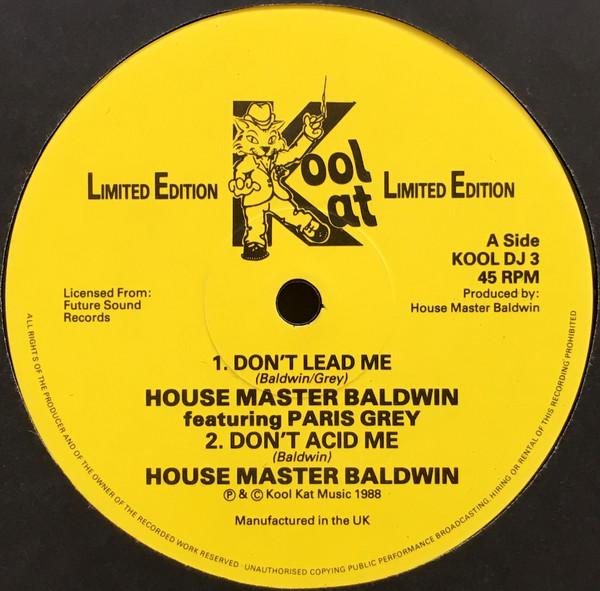 Kool
Kat
LIMITED EDITION
LIMITED EDITION
A Side
KOOL DJ 3
45 RPM
Produced by:
House Master Baldwin
Licensed From:
Future Sound
Records
1. DON'T LEAD ME
(Baldwin/Grey)
HOUSE MASTER BALDWIN
featuring PARIS GREY
2. DON'T ACID ME
(Baldwin)
HOUSE MASTER BALDWIN
Ⓟ & © Kool Kat Music 1988
Manufactured in the UK
ALL RIGHTS OF THE PRODUCER AND OF THE OWNER OF THE RECORDED WORK RESERVED · UNAUTHORISED COPYING PUBLIC PERFORMANCE BROADCASTING, HIRING OR RENTAL OF THIS RECORDING PROHIBITED